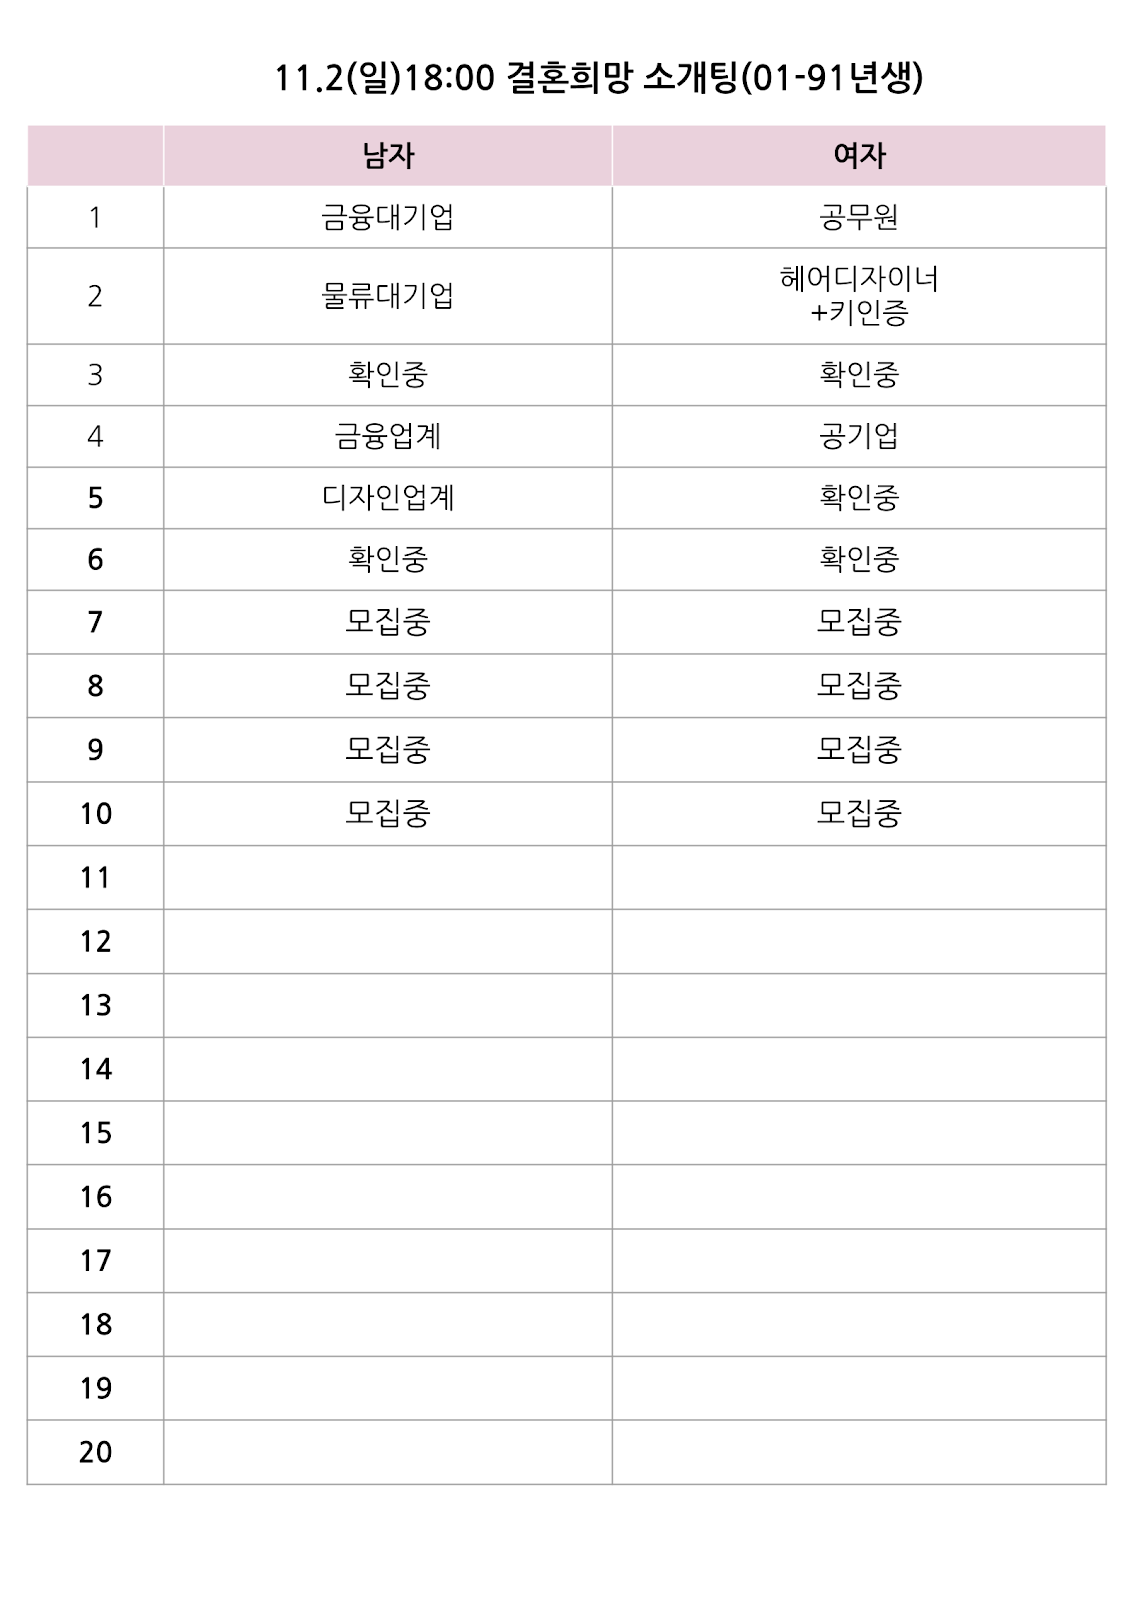 11.2(일)18:00 결혼희망 소개팅(01-91년생)
남자 여자
1 금융대기업 공무원
2 물류대기업 헤어디자이너
+키인증
3 확인중 확인중
4 금융업계 공기업
5 디자인업계 확인중
6 확인중 확인중
7 모집중 모집중
8 모집중 모집중
9 모집중 모집중
10 모집중 모집중
11
12
13
14
15
16
17
18
19
20